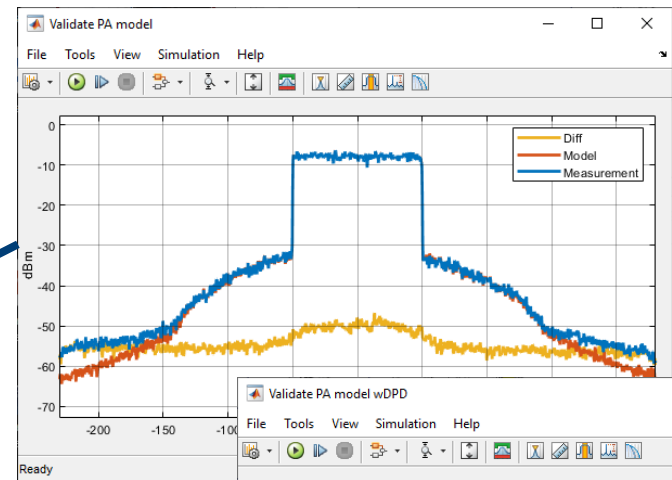 Validate PA model
File Tools View Simulation Help
0
-10
-20
-30
-40
-50
-60
-70
dBm
Diff
Model
Measurement
-200
-150
-100
Ready
Validate PA model wDPD
File Tools View Simulation Help